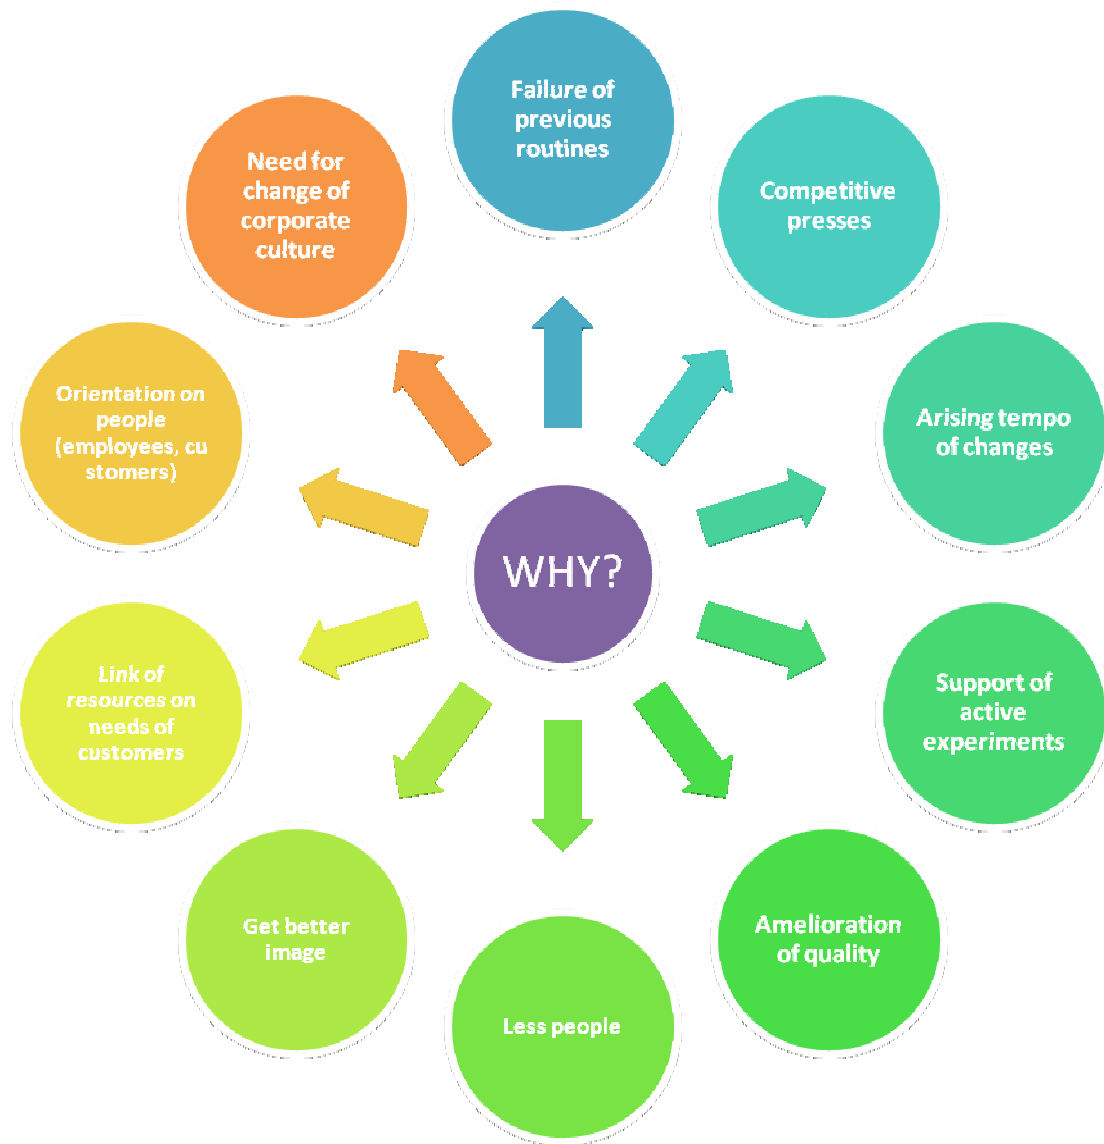 Failure of
previous
routines
Competitive
presses
Arising tempo
of changes
Support of
active
experiments
Amelioration
of quality
Less people
Get better
image
Link of
resources on
needs of
customers
Orientation on
people
(employees, cu
stomers)
Need for
change of
corporate
culture
WHY?